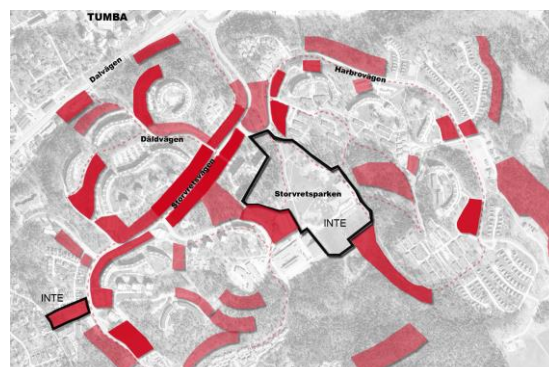 TUMBA
Dalvägen
Harbrovägen
Dåldvägen
Storvretsvägen
Storvretsparken
INTE
INTE